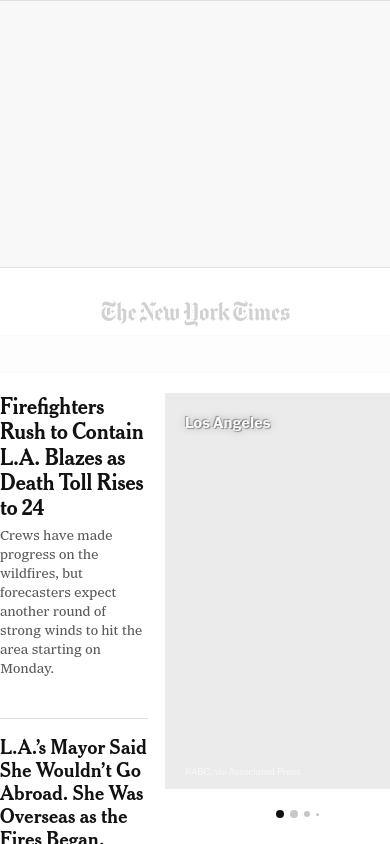 The New York Times
Firefighters
Rush to Contain
L.A. Blazes as
Death Toll Rises
to 24
Crews have made
progress on the
wildfires, but
forecasters expect
another round of
strong winds to hit the
area starting on
Monday.
L.A.’s Mayor Said
She Wouldn’t Go
Abroad. She Was
Overseas as the
Fires Began.
Los Angeles
KABC, via Associated Press